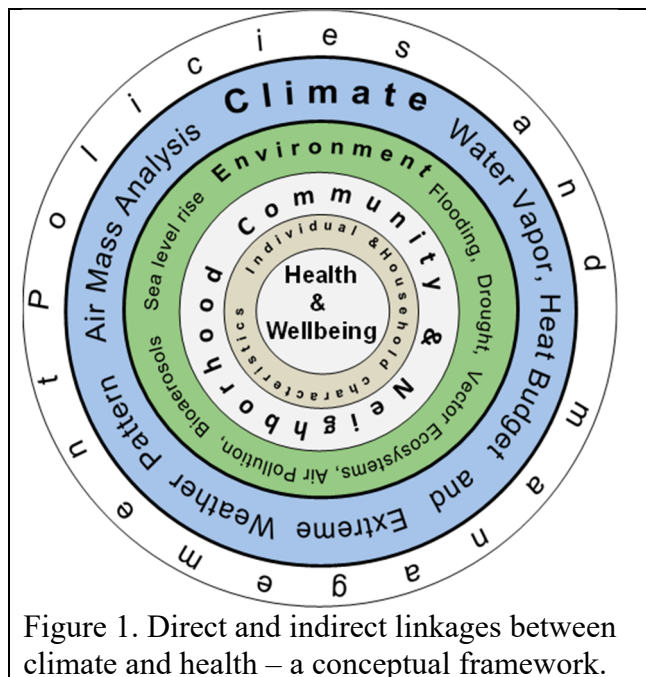 Policies and management
Climate
Water Vapor, Heat Budget and Extreme Weather Pattern
Air Mass Analysis
Environment
Flooding, Drought, Vector Ecosystems, Air Pollution, Bioaerosols
Sea level rise
Community & Neighborhood
Individual & Household characteristics
Health
&
Wellbeing
Figure 1. Direct and indirect linkages between
climate and health – a conceptual framework.